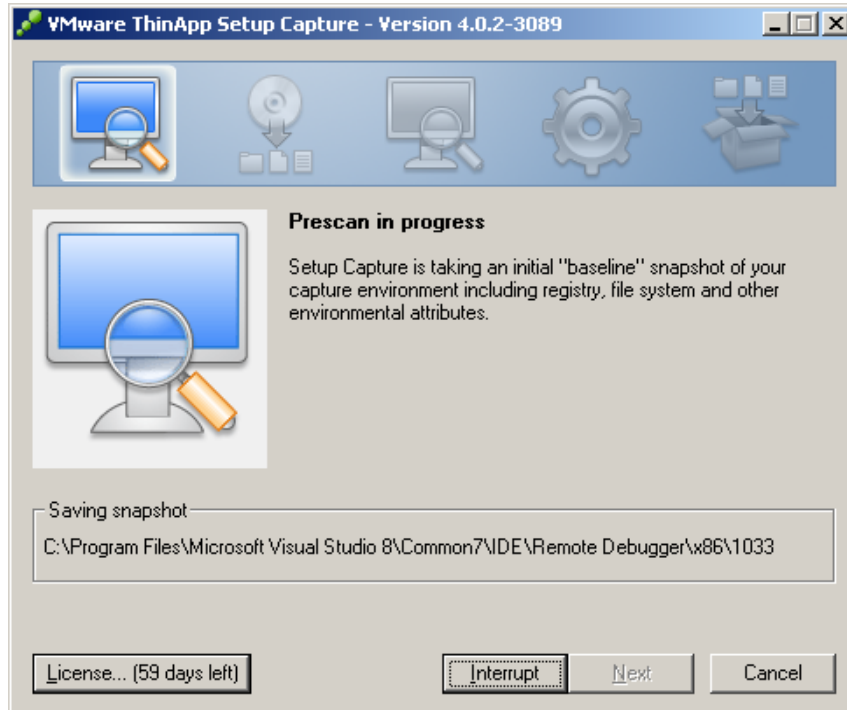 VMware ThinApp Setup Capture - Version 4.0.2-3089
Prescan in progress
Setup Capture is taking an initial "baseline" snapshot of your
capture environment including registry, file system and other
environmental attributes.
Saving snapshot
C:\Program Files\Microsoft Visual Studio 8\Common7\IDE\Remote Debugger\x86\1033
License... (59 days left)
Interrupt
Next
Cancel